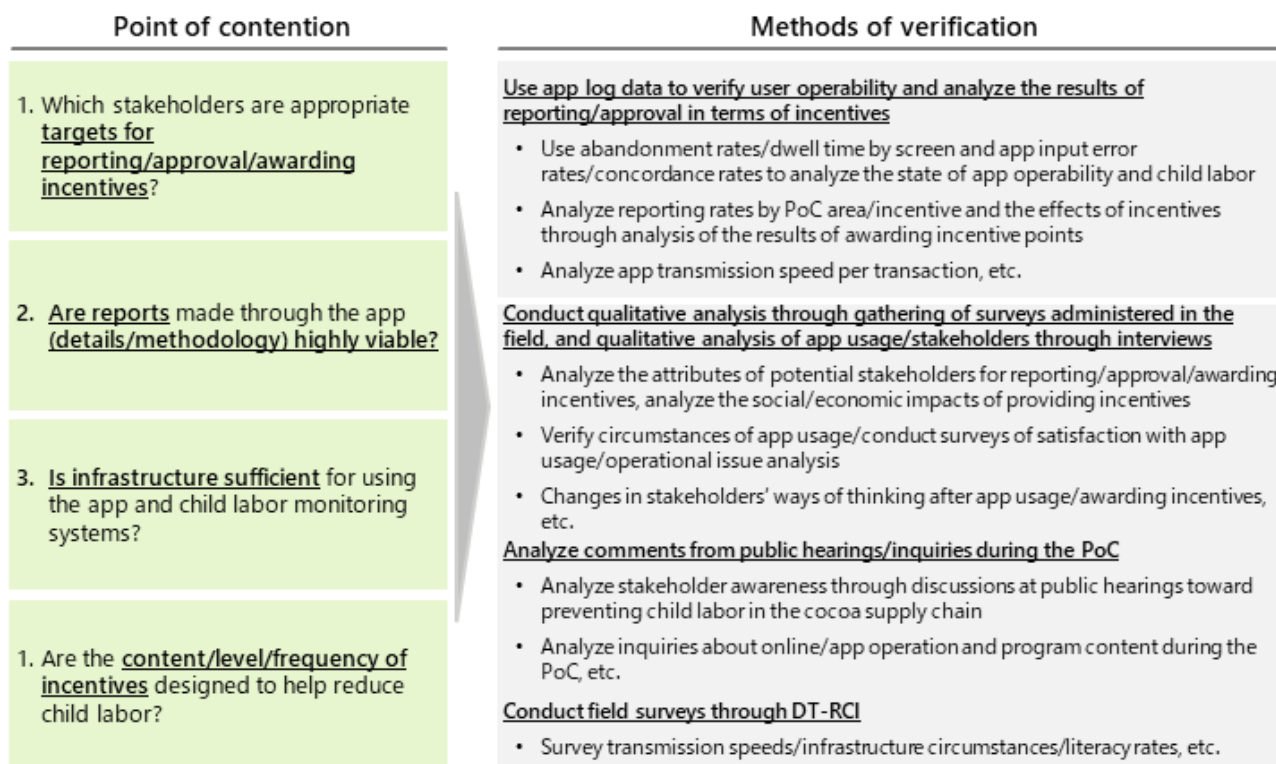 Point of contention
1. Which stakeholders are appropriate
targets for
reporting/approval/awarding
incentives?
2. Are reports made through the app
(details/methodology) highly viable?
3. Is infrastructure sufficient for using
the app and child labor monitoring
systems?
1. Are the content/level/frequency of
incentives designed to help reduce
child labor?
Methods of verification
Use app log data to verify user operability and analyze the results of
reporting/approval in terms of incentives
• Use abandonment rates/dwell time by screen and app input error
rates/concordance rates to analyze the state of app operability and child labor
• Analyze reporting rates by PoC area/incentive and the effects of incentives
through analysis of the results of awarding incentive points
• Analyze app transmission speed per transaction, etc.
Conduct qualitative analysis through gathering of surveys administered in the
field, and qualitative analysis of app usage/stakeholders through interviews
• Analyze the attributes of potential stakeholders for reporting/approval/awarding
incentives, analyze the social/economic impacts of providing incentives
• Verify circumstances of app usage/conduct surveys of satisfaction with app
usage/operational issue analysis
• Changes in stakeholders' ways of thinking after app usage/awarding incentives,
etc.
Analyze comments from public hearings/inquiries during the PoC
• Analyze stakeholder awareness through discussions at public hearings toward
preventing child labor in the cocoa supply chain
• Analyze inquiries about online/app operation and program content during the
PoC, etc.
Conduct field surveys through DT-RCI
• Survey transmission speeds/infrastructure circumstances/literacy rates, etc.